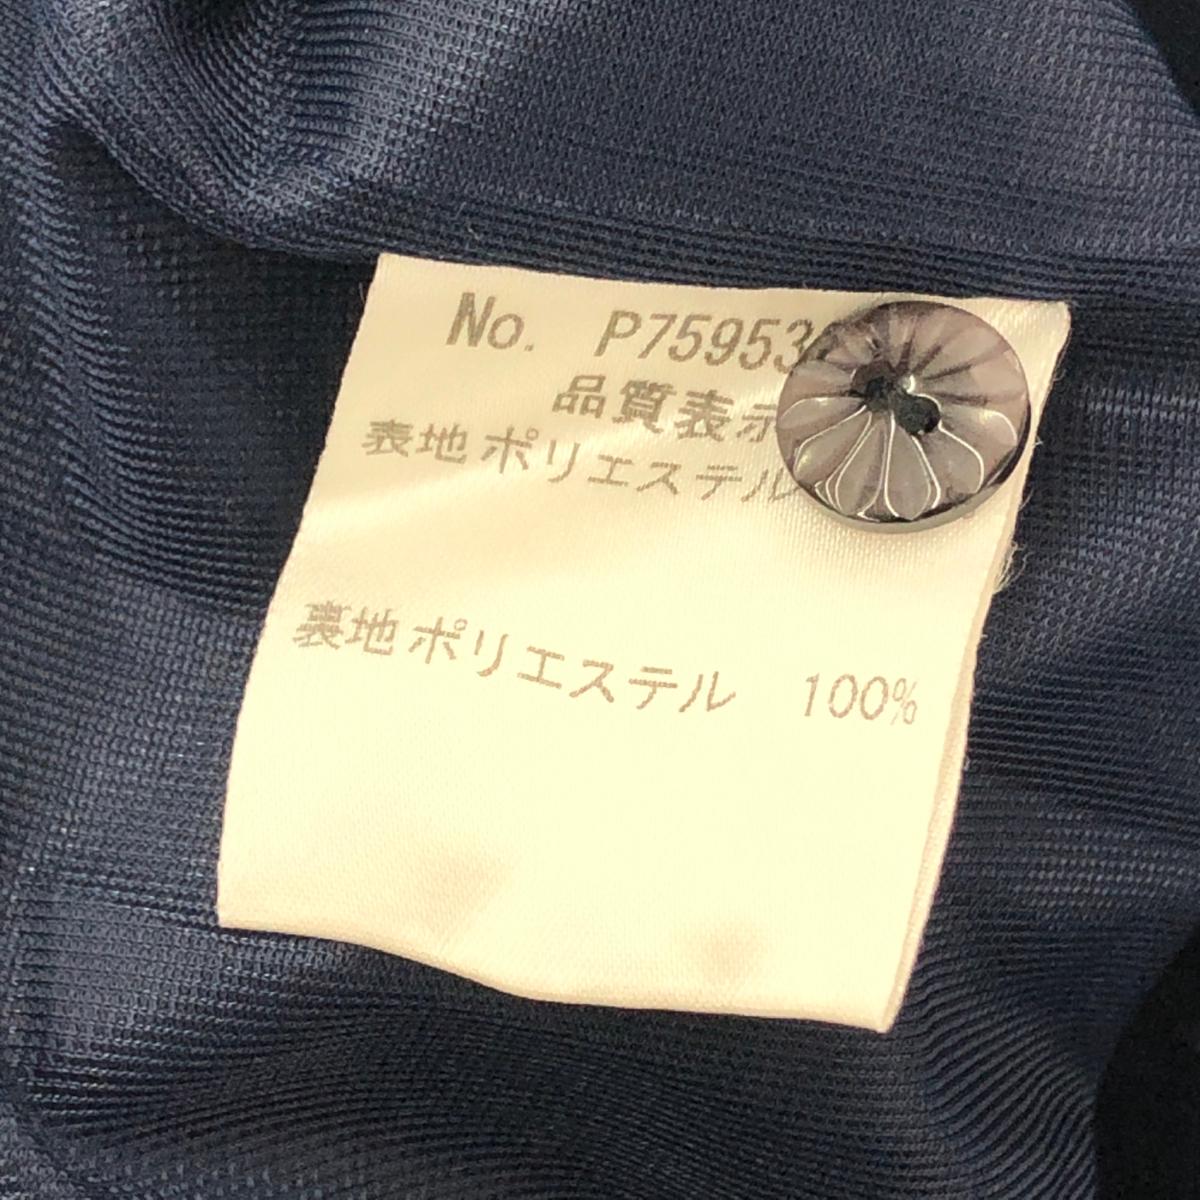 No. P75953
品質表示
表地 ポリエステル
裏地 ポリエステル 100%